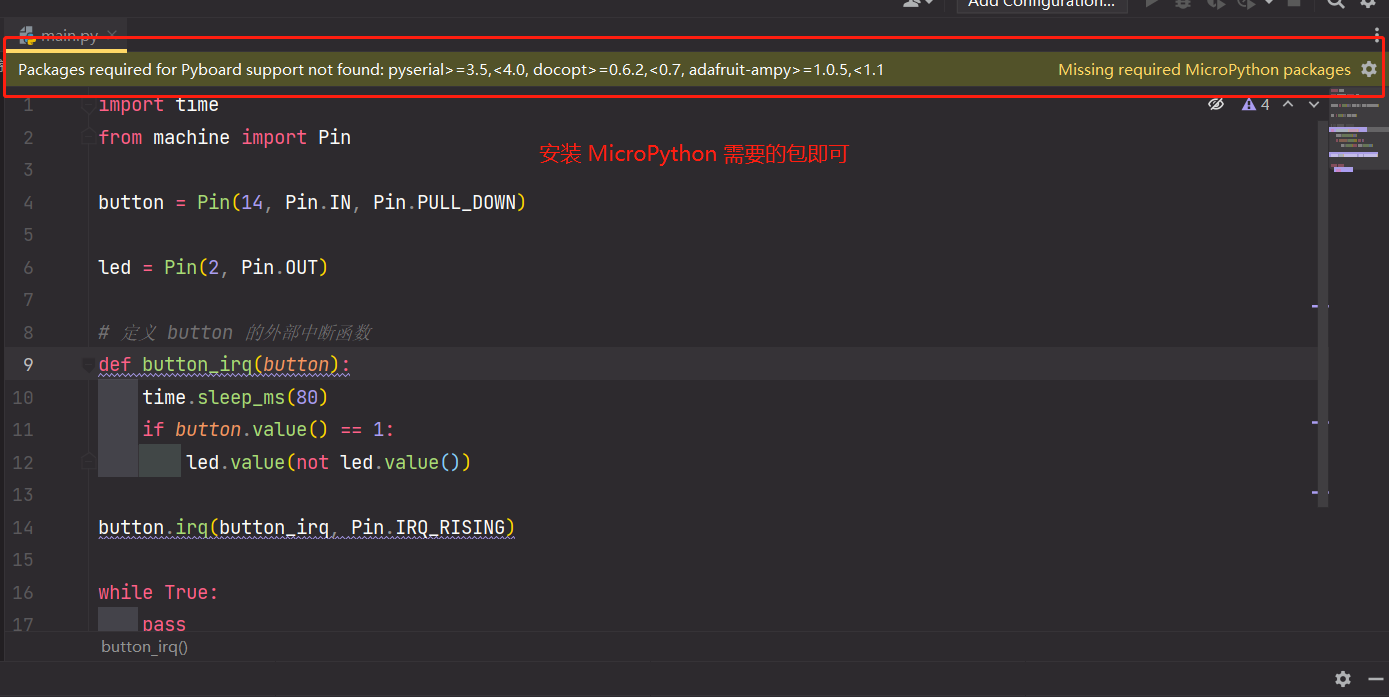 Add Configuration...
main.py
Packages required for Pyboard support not found: pyserial>=3.5,<4.0, docopt>=0.6.2,<0.7, adafruit-ampy>=1.0.5,<1.1 Missing required MicroPython packages
1 import time 4
2 from machine import Pin
安装 MicroPython 需要的包即可
3
4 button = Pin(14, Pin.IN, Pin.PULL_DOWN)
5
6 led = Pin(2, Pin.OUT)
7
8 # 定义 button 的外部中断函数
9 def button_irq(button):
10 time.sleep_ms(80)
11 if button.value() == 1:
12 led.value(not led.value())
13
14 button.irq(button_irq, Pin.IRQ_RISING)
15
16 while True:
17 pass
button_irq()